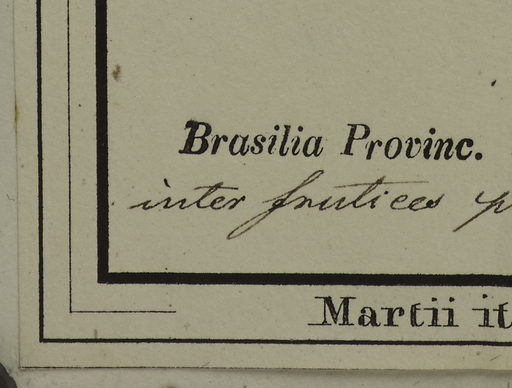 Brasilia Provinc.
inter frutices
Martii it